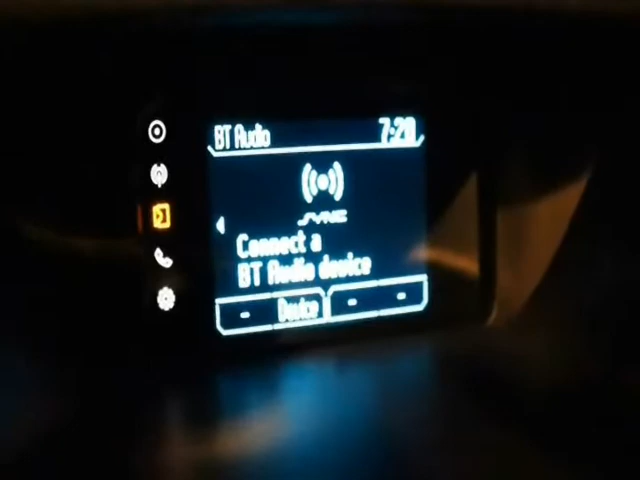 BT Audio 7:20
SYNC
Connect a
BT Audio device
- Device - -